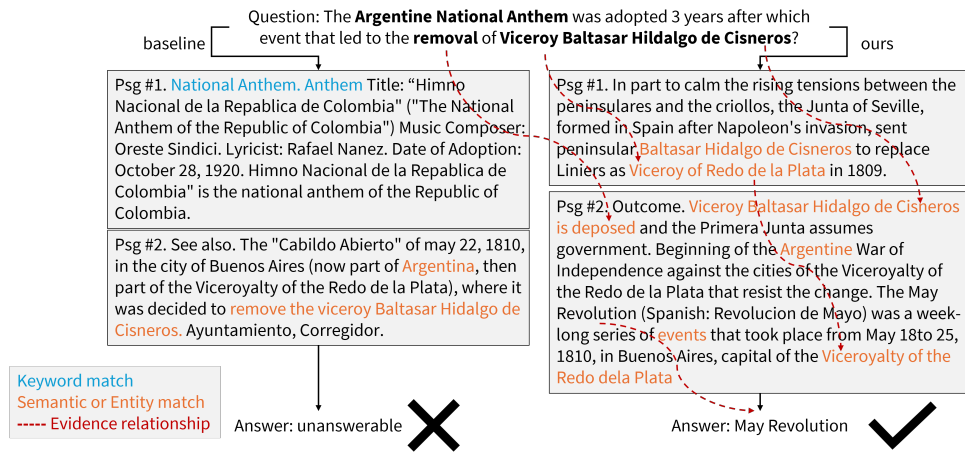 Question: The Argentine National Anthem was adopted 3 years after which
event that led to the removal of Viceroy Baltasar Hildalgo de Cisneros?
baseline
ours
Psg #1. National Anthem. Anthem Title: “Himno
Nacional de la Repablica de Colombia" ("The National
Anthem of the Republic of Colombia") Music Composer:
Oreste Sindici. Lyricist: Rafael Nanez. Date of Adoption:
October 28, 1920. Himno Nacional de la Repablica de
Colombia" is the national anthem of the Republic of
Colombia.
Psg #2. See also. The "Cabildo Abierto" of may 22, 1810,
in the city of Buenos Aires (now part of Argentina, then
part of the Viceroyalty of the Redo de la Plata), where it
was decided to remove the viceroy Baltasar Hidalgo de
Cisneros. Ayuntamiento, Corregidor.
Answer: unanswerable
Psg #1. In part to calm the rising tensions between the
peninsulares and the criollos, the Junta of Seville,
formed in Spain after Napoleon's invasion, sent
peninsular Baltasar Hidalgo de Cisneros to replace
Liniers as Viceroy of Redo de la Plata in 1809.
Psg #2. Outcome. Viceroy Baltasar Hidalgo de Cisneros
is deposed and the Primera Junta assumes
government. Beginning of the Argentine War of
Independence against the cities of the Viceroyalty of
the Redo de la Plata that resist the change. The May
Revolution (Spanish: Revolucion de Mayo) was a week-
long series of events that took place from May 18to 25,
1810, in Buenos Aires, capital of the Viceroyalty of the
Redo dela Plata
Answer: May Revolution
Keyword match
Semantic or Entity match
----- Evidence relationship